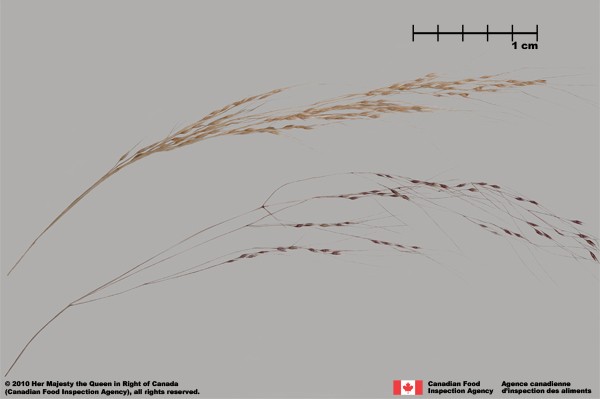 1 cm
© 2010 Her Majesty the Queen in Right of Canada
(Canadian Food Inspection Agency), all rights reserved.
Canadian Food
Inspection Agency
Agence canadienne
d'inspection des aliments